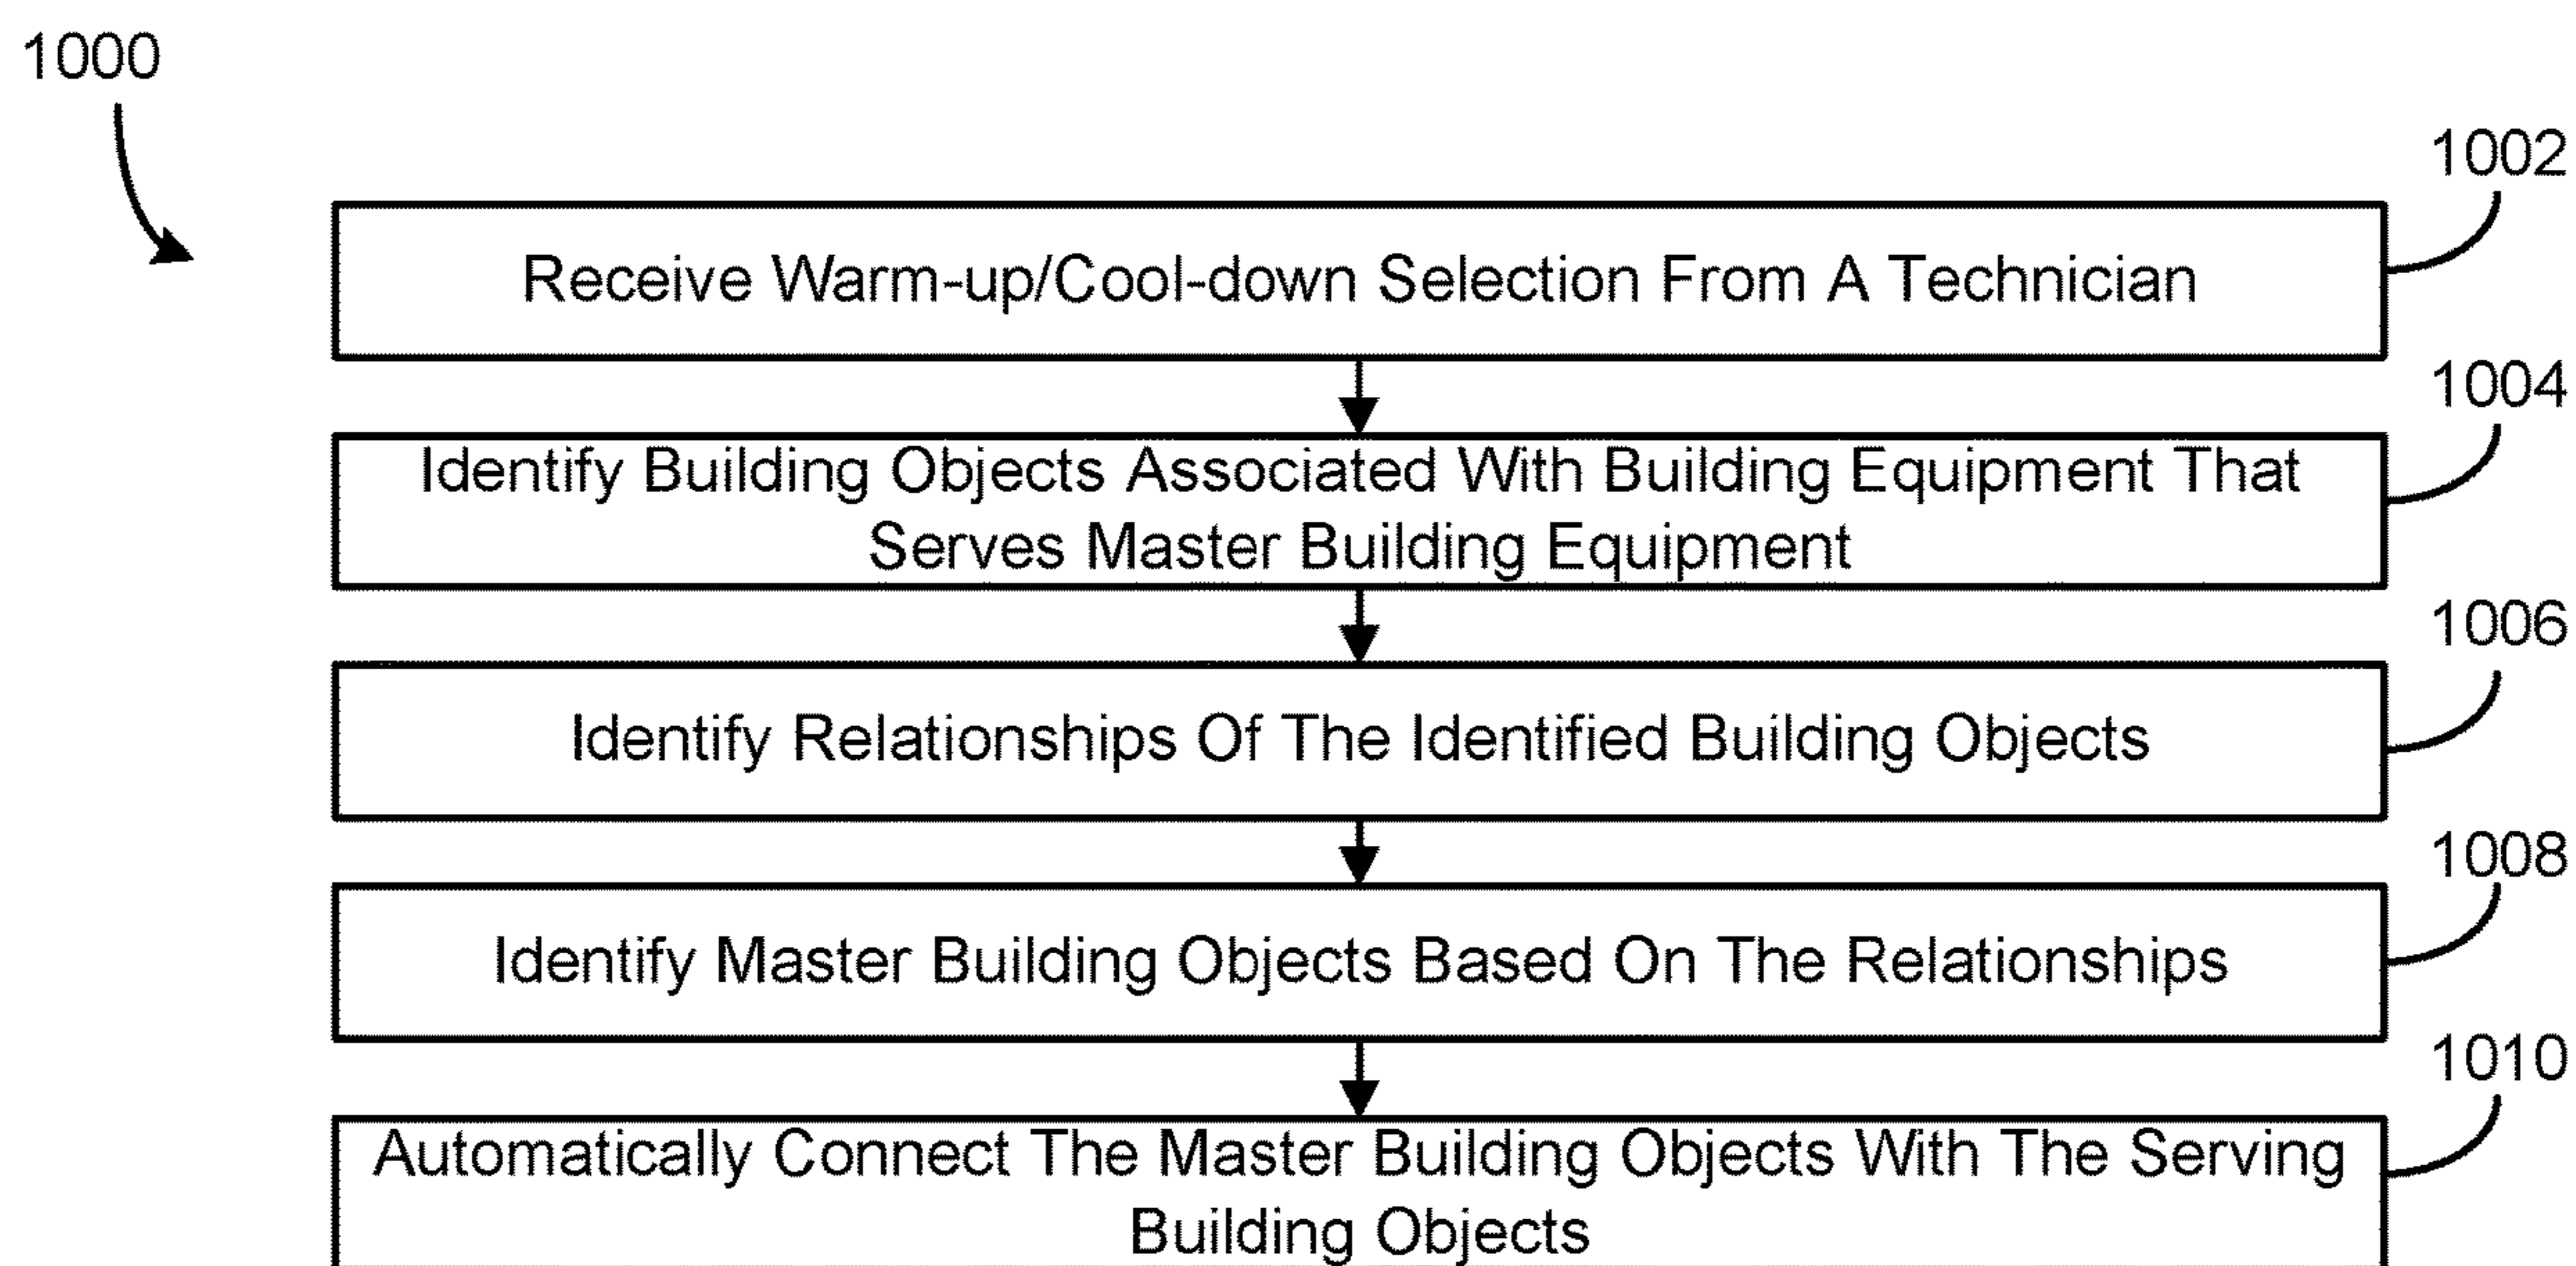 1000
1002
Receive Warm-up/Cool-down Selection From A Technician
1004
Identify Building Objects Associated With Building Equipment That
Serves Master Building Equipment
1006
Identify Relationships Of The Identified Building Objects
1008
Identify Master Building Objects Based On The Relationships
1010
Automatically Connect The Master Building Objects With The Serving
Building Objects